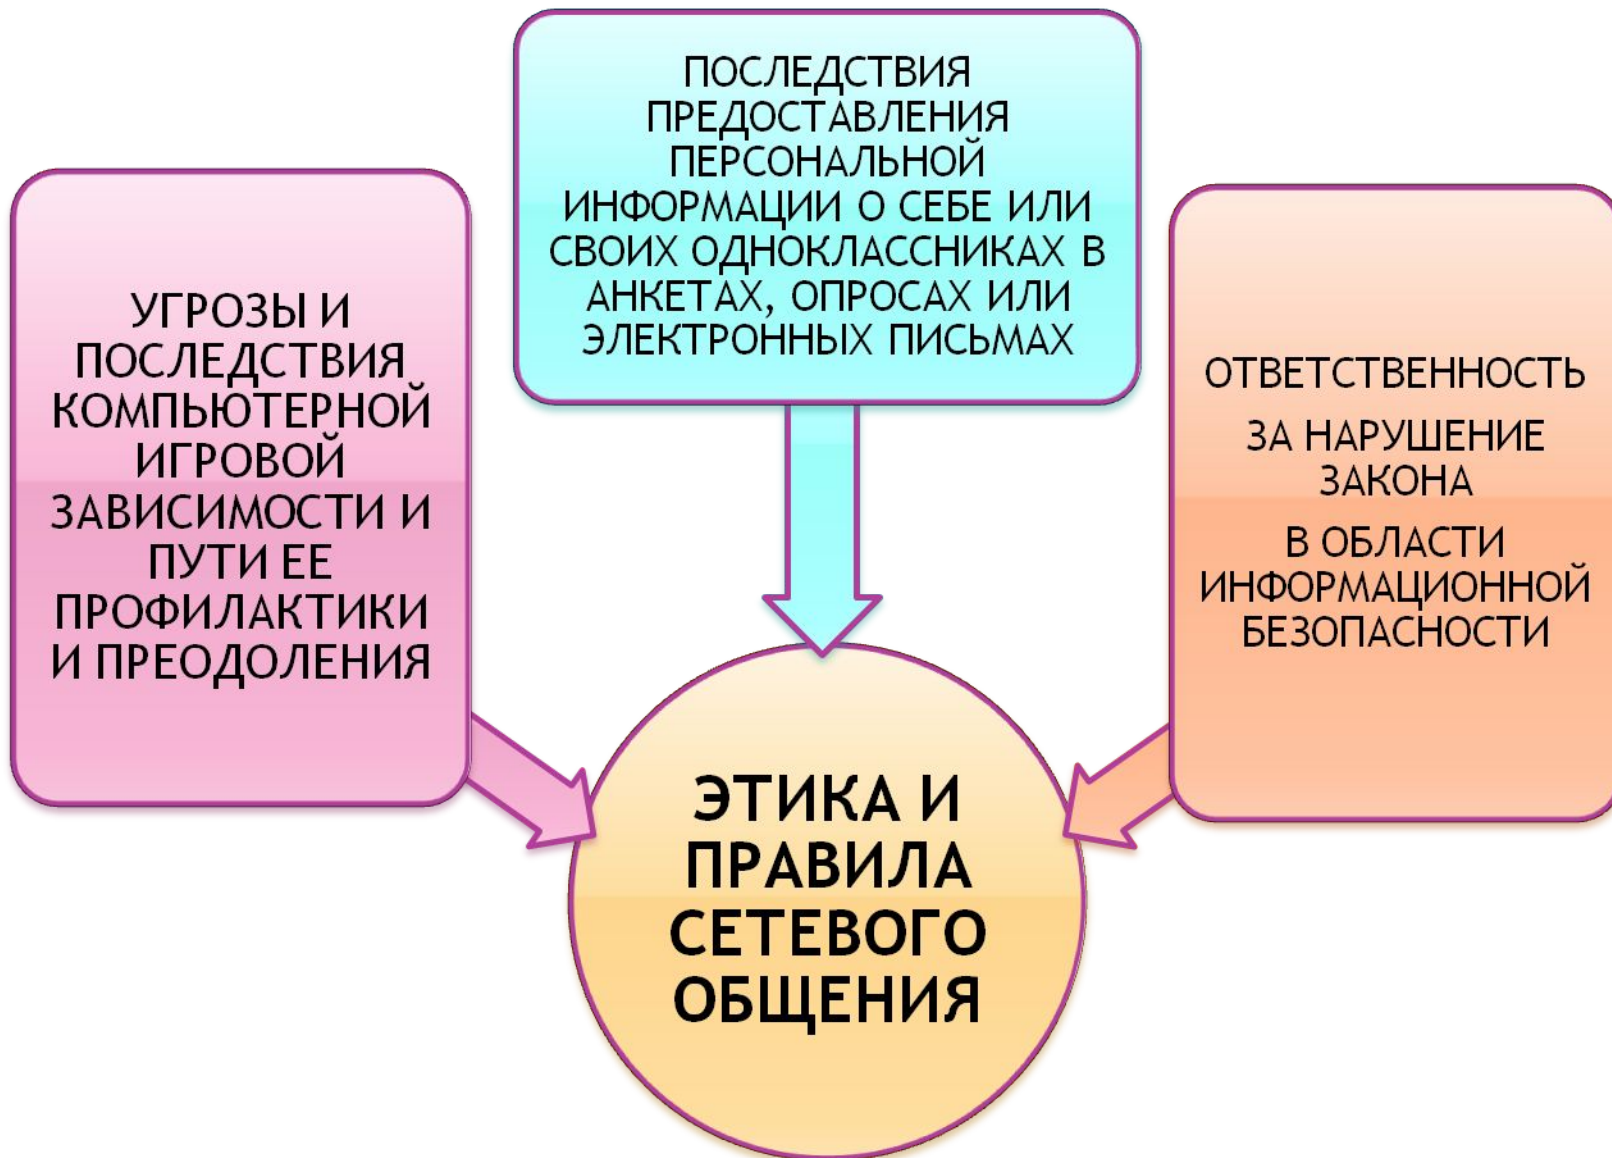 УГРОЗЫ И
ПОСЛЕДСТВИЯ
КОМПЬЮТЕРНОЙ
ИГРОВОЙ
ЗАВИСИМОСТИ И
ПУТИ ЕЕ
ПРОФИЛАКТИКИ
И ПРЕОДОЛЕНИЯ
ПОСЛЕДСТВИЯ
ПРЕДОСТАВЛЕНИЯ
ПЕРСОНАЛЬНОЙ
ИНФОРМАЦИИ О СЕБЕ ИЛИ
СВОИХ ОДНОКЛАССНИКАХ В
АНКЕТАХ, ОПРОСАХ ИЛИ
ЭЛЕКТРОННЫХ ПИСЬМАХ
ОТВЕТСТВЕННОСТЬ
ЗА НАРУШЕНИЕ
ЗАКОНА
В ОБЛАСТИ
ИНФОРМАЦИОННОЙ
БЕЗОПАСНОСТИ
ЭТИКА И
ПРАВИЛА
СЕТЕВОГО
ОБЩЕНИЯ